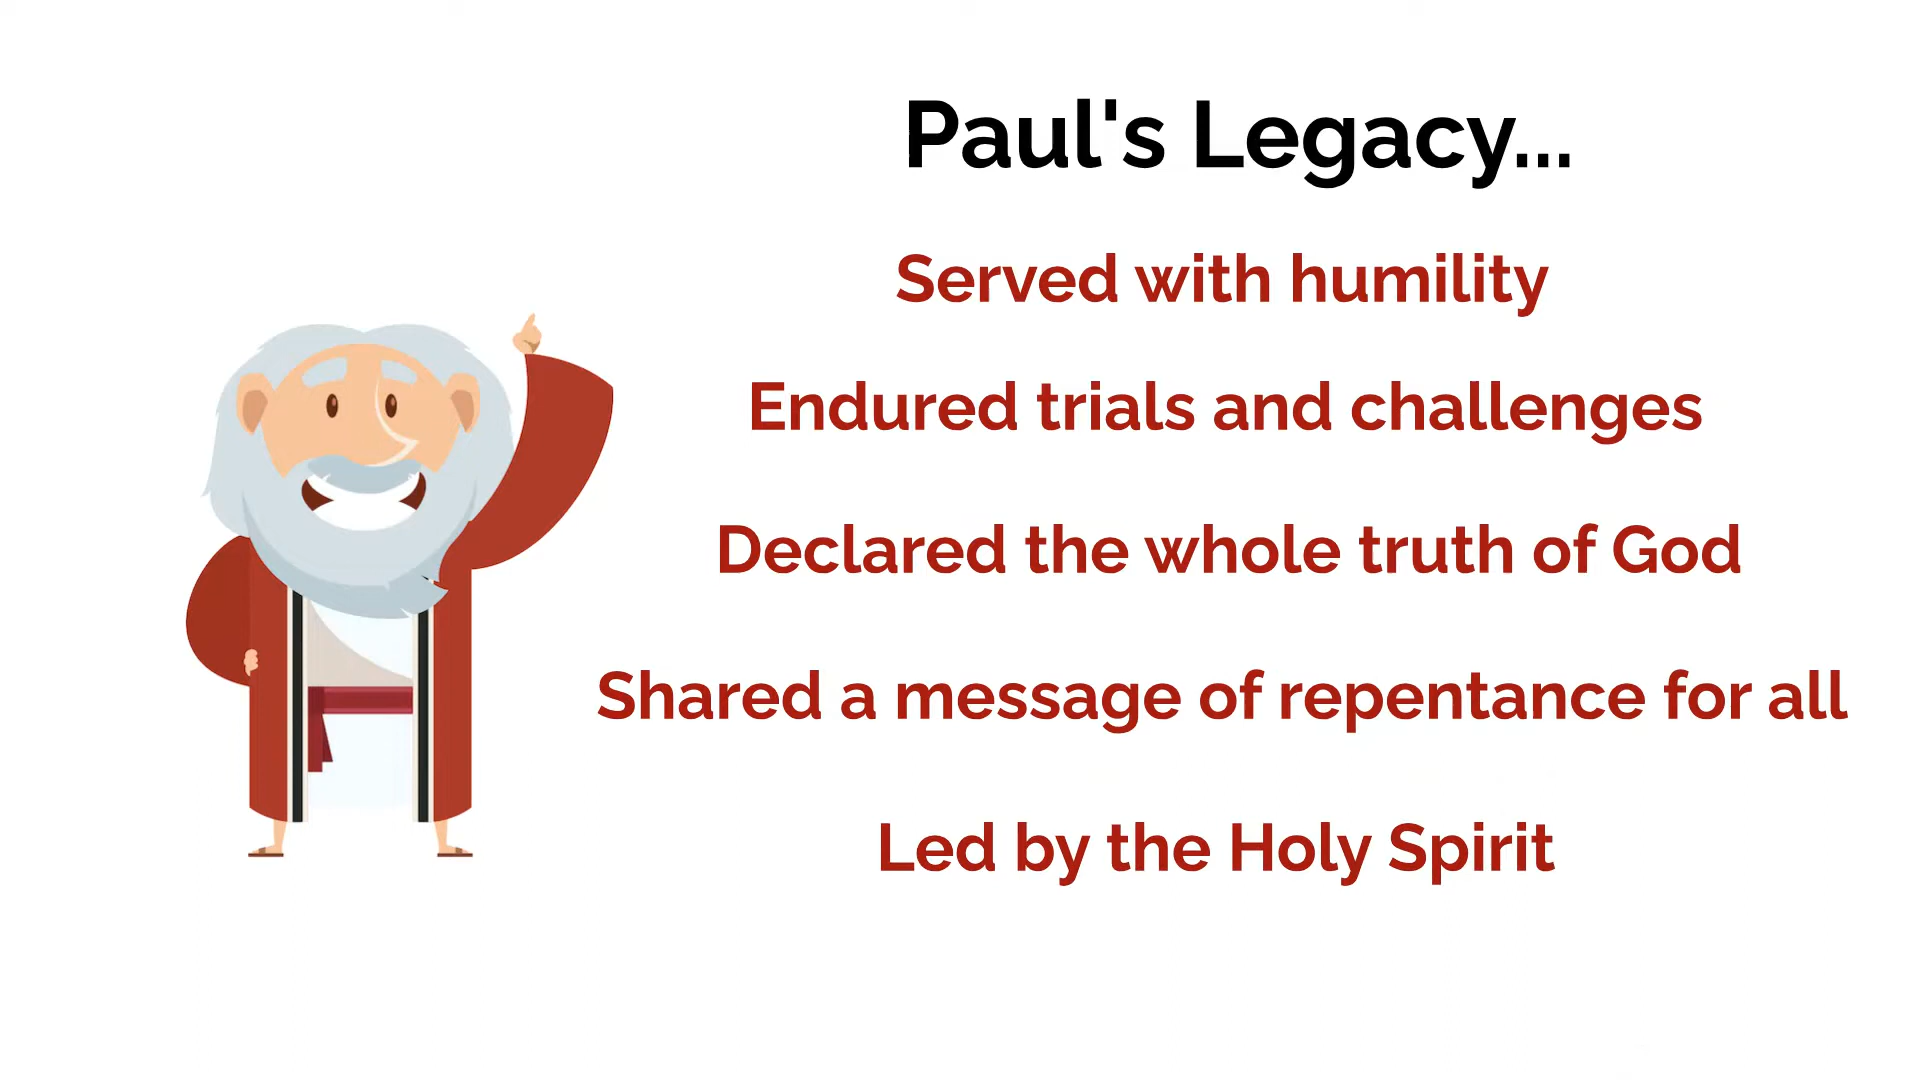 Paul's Legacy...
Served with humility
Endured trials and challenges
Declared the whole truth of God
Shared a message of repentance for all
Led by the Holy Spirit